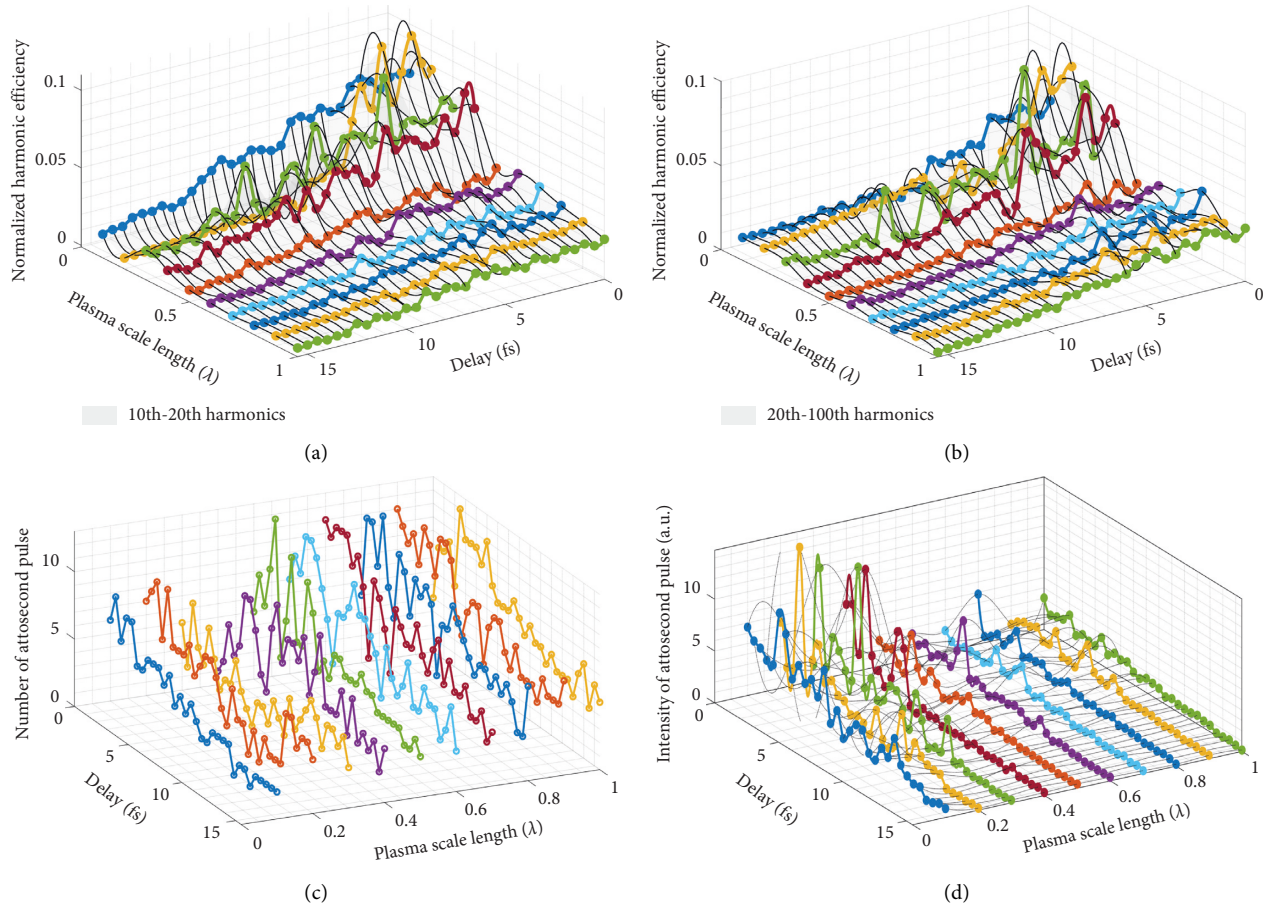 Normalized harmonic efficiency
0.1
0.05
0
0
0.5
1
Plasma scale length (λ)
15
10
5
0
Delay (fs)
10th-20th harmonics
(a)
Normalized harmonic efficiency
0.1
0.05
0
0
0.5
1
Plasma scale length (λ)
15
10
5
0
Delay (fs)
20th-100th harmonics
(b)
Number of attosecond pulse
10
5
0
0
5
10
15
Delay (fs)
0
0.2
0.4
0.6
0.8
1
Plasma scale length (λ)
(c)
Intensity of attosecond pulse (a.u.)
10
5
0
0
5
10
15
Delay (fs)
0
0.2
0.4
0.6
0.8
1
Plasma scale length (λ)
(d)